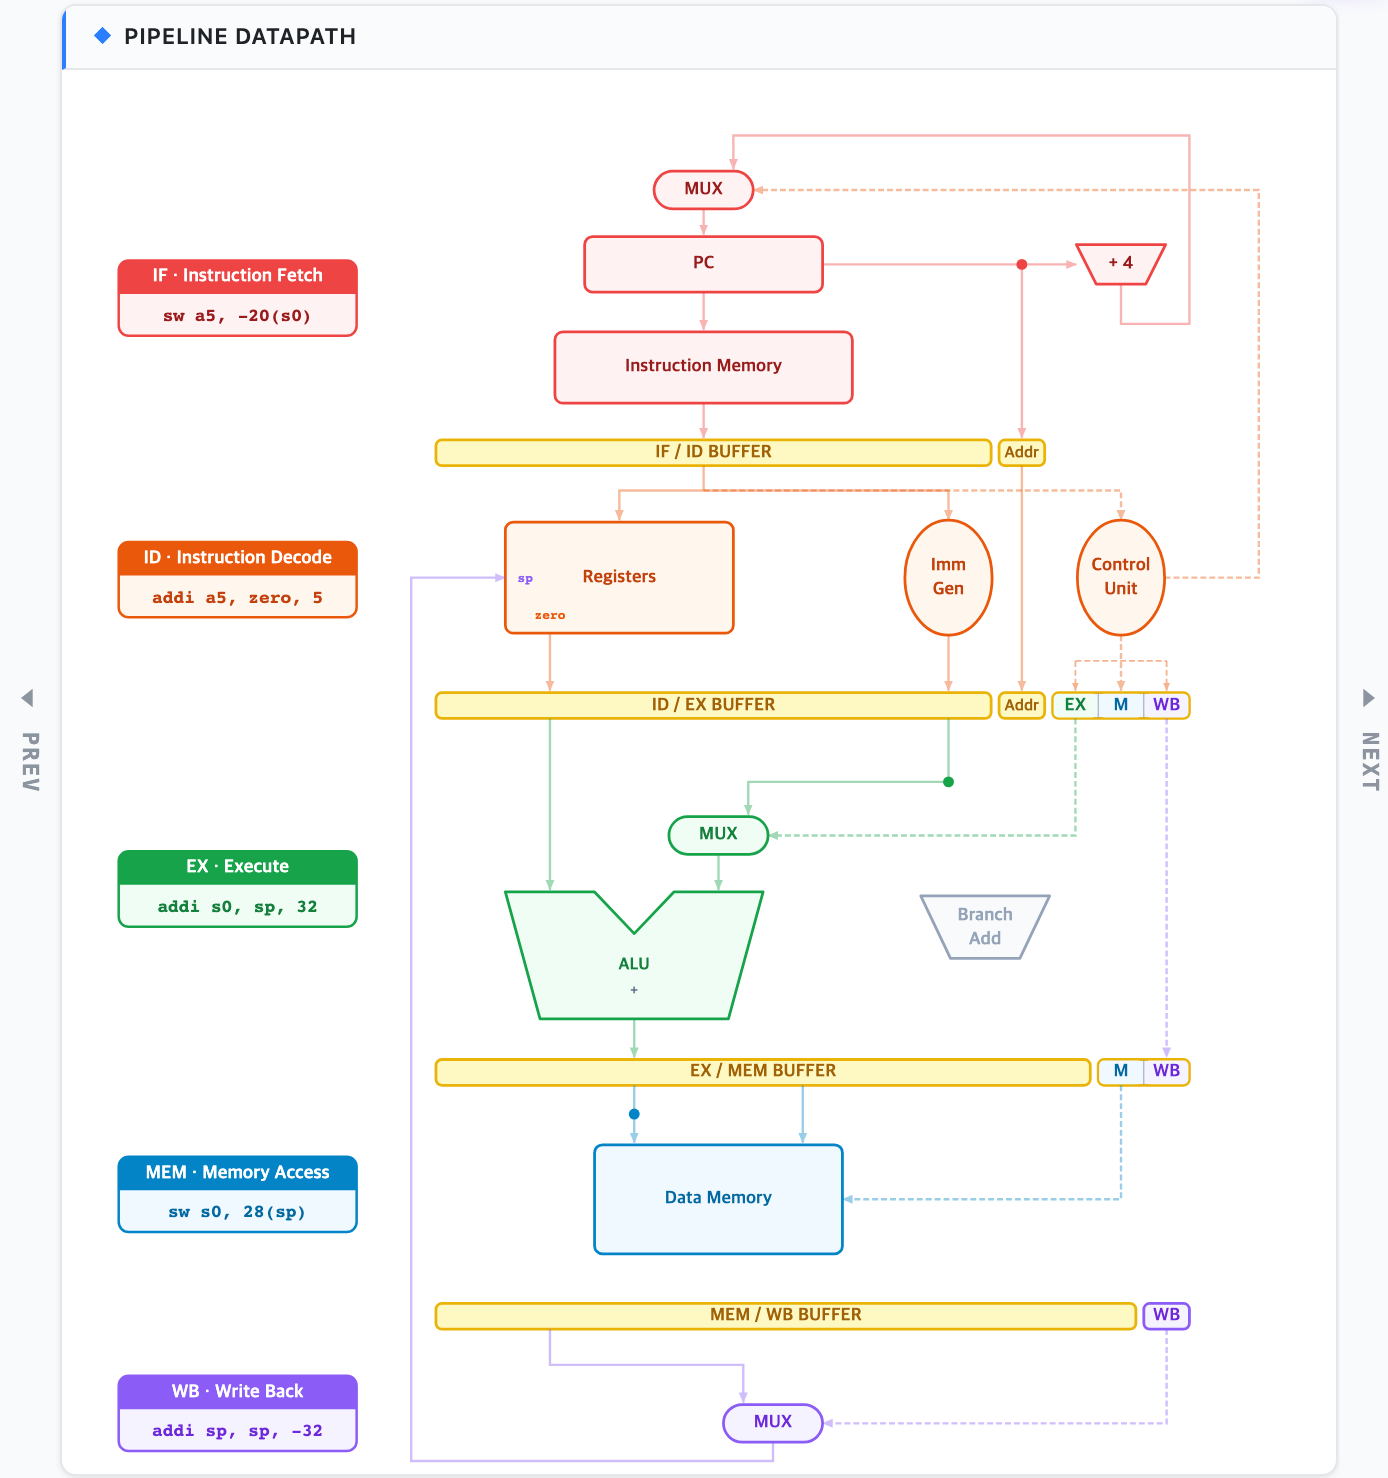 PIPELINE DATAPATH
MUX
PC
+ 4
IF · Instruction Fetch
sw a5, -20(s0)
Instruction Memory
IF / ID BUFFER
Addr
ID · Instruction Decode
addi a5, zero, 5
sp
Registers
zero
Imm
Gen
Control
Unit
ID / EX BUFFER
Addr
EX
M
WB
PREV
NEXT
MUX
EX · Execute
addi s0, sp, 32
ALU
+
Branch
Add
EX / MEM BUFFER
M
WB
MEM · Memory Access
sw s0, 28(sp)
Data Memory
MEM / WB BUFFER
WB
WB · Write Back
addi sp, sp, -32
MUX